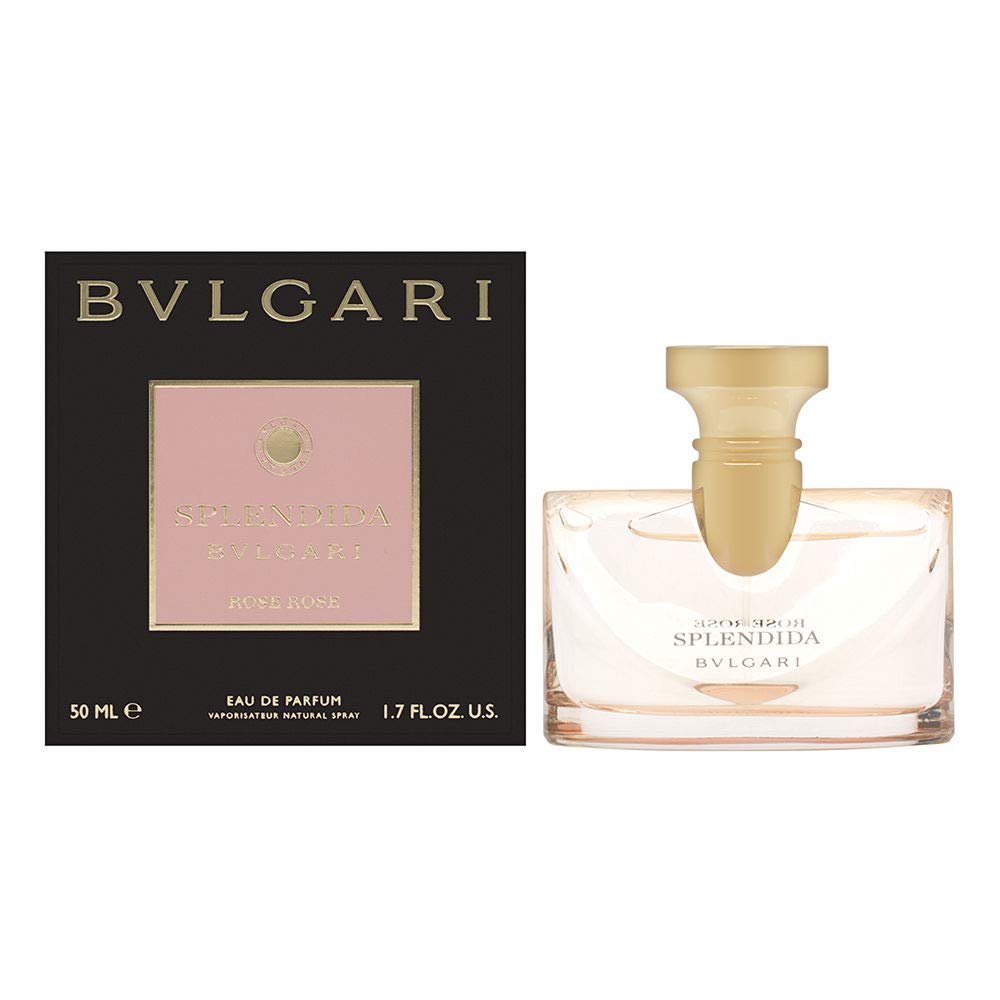 BVLGARI
BVLGARI
SPLENDIDA
BVLGARI
ROSE ROSE
50 ML e
EAU DE PARFUM
VAPORISATEUR NATURAL SPRAY
1.7 FL.OZ. U.S.
ROSE ROSE
SPLENDIDA
BVLGARI